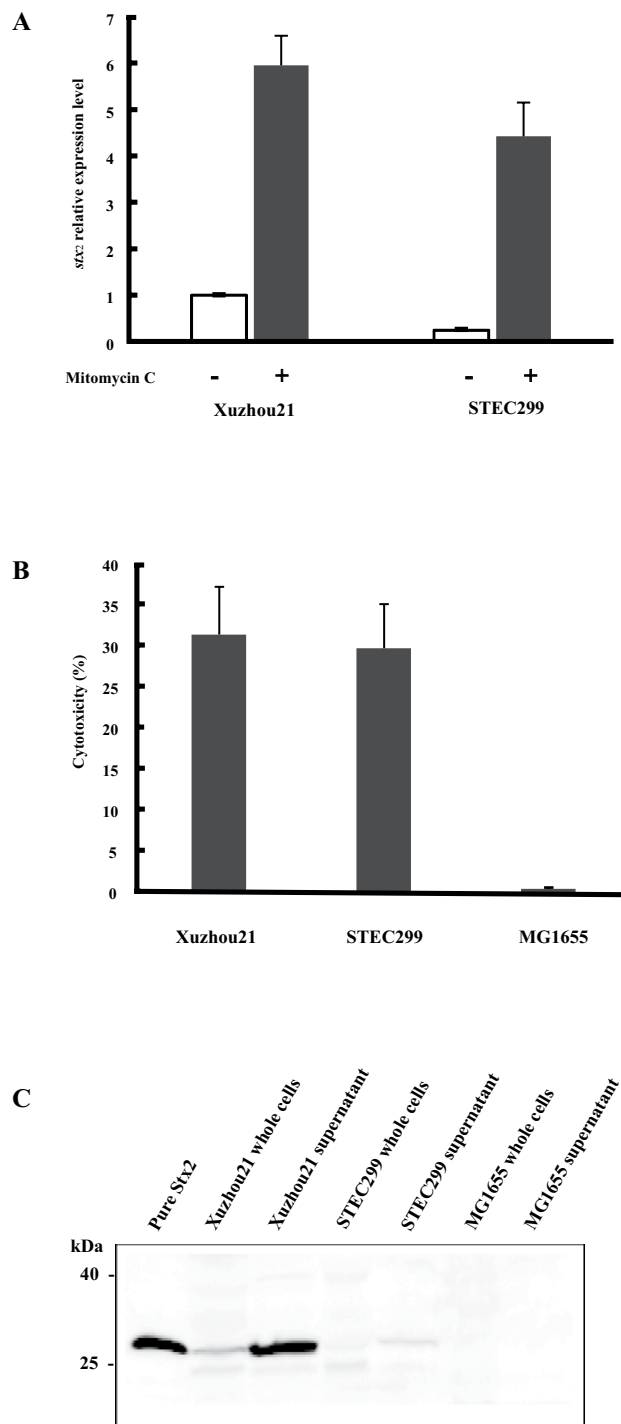 A
7
6
5
4
3
2
1
0
stx2 relative expression level
Mitomycin C - + - +
Xuzhou21 STEC299
B
40
35
30
25
20
15
10
5
0
Cytotoxicity (%)
Xuzhou21 STEC299 MG1655
C
Pure Stx2
Xuzhou21 whole cells
Xuzhou21 supernatant
STEC299 whole cells
STEC299 supernatant
MG1655 whole cells
MG1655 supernatant
kDa
40 -
25 -